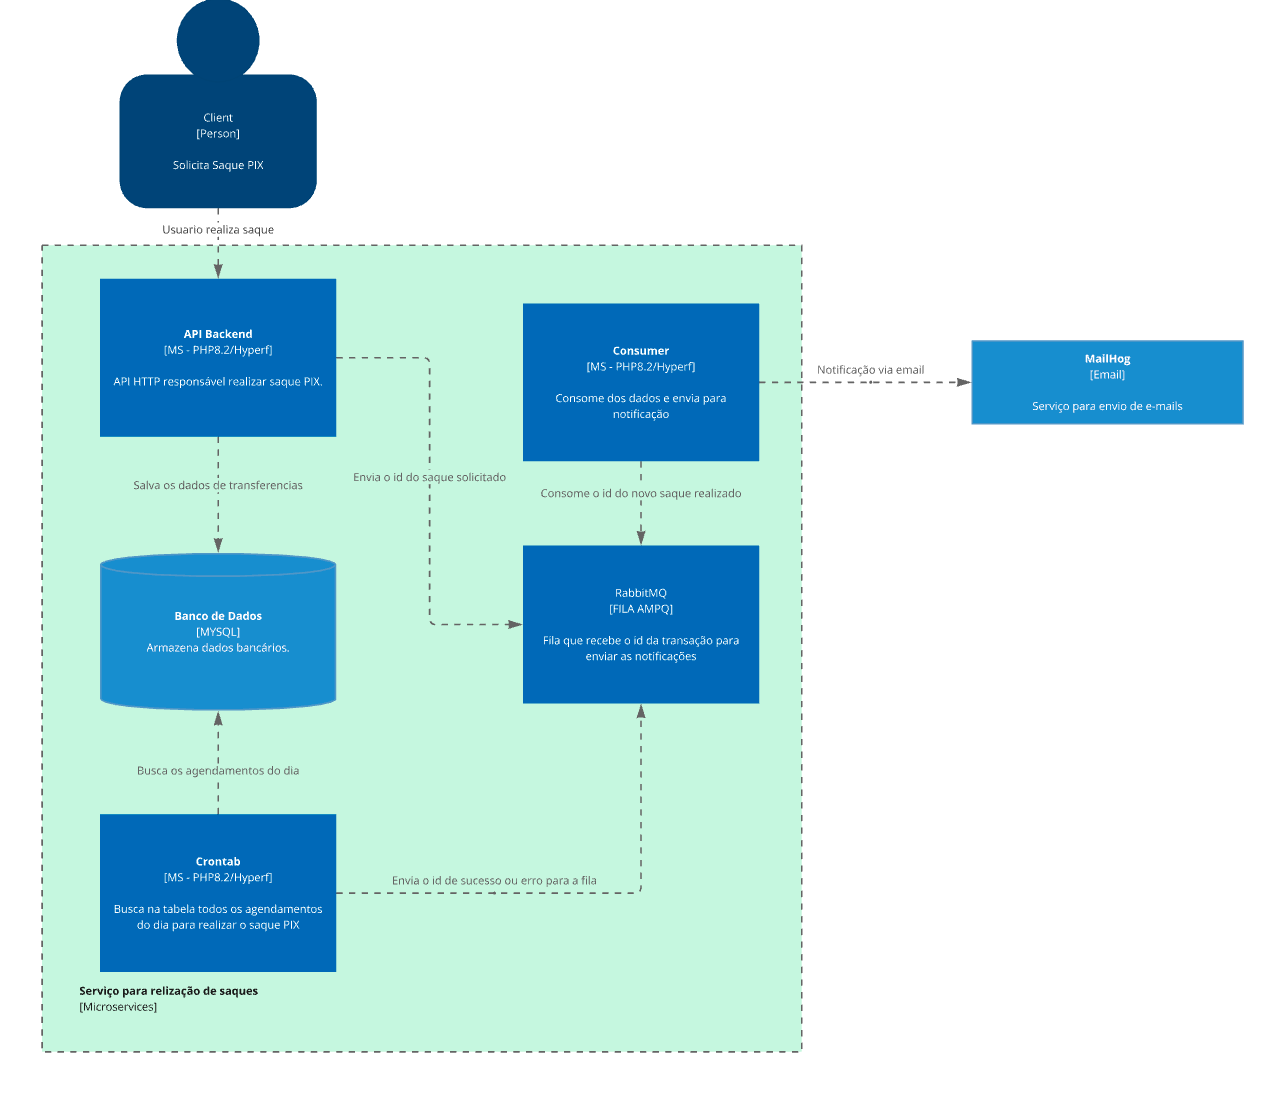 Client
[Person]
Solicita Saque PIX
Usuario realiza saque
API Backend
[MS - PHP8.2/Hyperf]
API HTTP responsável realizar saque PIX.
Consumer
[MS - PHP8.2/Hyperf]
Consome dos dados e envia para
notificação
Notificação via email
MailHog
[Email]
Serviço para envio de e-mails
Salva os dados de transferencias
Envia o id do saque solicitado
Consome o id do novo saque realizado
Banco de Dados
[MYSQL]
Armazena dados bancários.
RabbitMQ
[FILA AMPQ]
Fila que recebe o id da transação para
enviar as notificações
Busca os agendamentos do dia
Crontab
[MS - PHP8.2/Hyperf]
Busca na tabela todos os agendamentos
do dia para realizar o saque PIX
Envia o id de sucesso ou erro para a fila
Serviço para relização de saques
[Microservices]